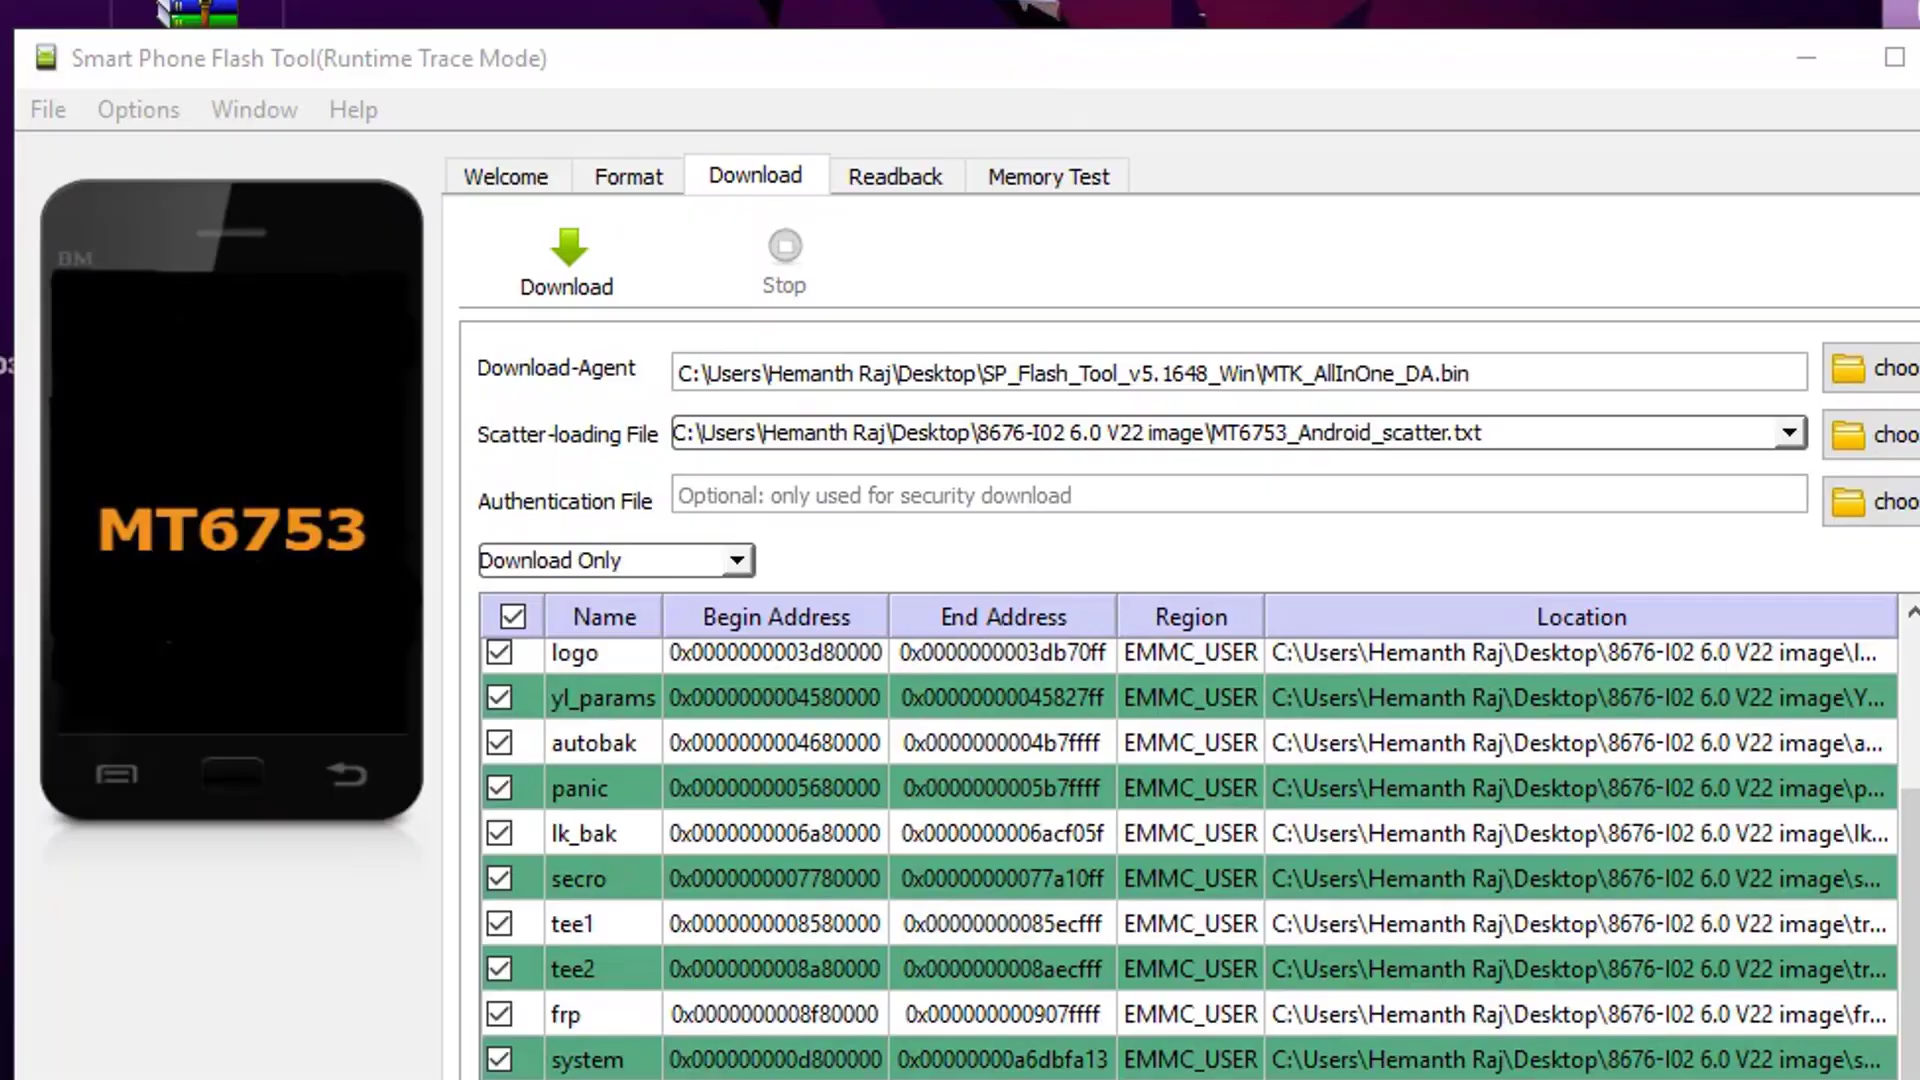 Smart Phone Flash Tool(Runtime Trace Mode)
File Options Window Help
Welcome Format Download Readback Memory Test
BM
Download Stop
Download-Agent C:\Users\Hemanth Raj\Desktop\SP_Flash_Tool_v5.1648_Win\MTK_AllInOne_DA.bin choo
Scatter-loading File C:\Users\Hemanth Raj\Desktop\8676-I02 6.0 V22 image\MT6753_Android_scatter.txt choo
Authentication File Optional: only used for security download choo
MT6753
Download Only
Name Begin Address End Address Region Location
logo 0x0000000003d80000 0x0000000003db70ff EMMC_USER C:\Users\Hemanth Raj\Desktop\8676-I02 6.0 V22 image\l...
yl_params 0x0000000004580000 0x00000000045827ff EMMC_USER C:\Users\Hemanth Raj\Desktop\8676-I02 6.0 V22 image\Y...
autobak 0x0000000004680000 0x0000000004b7ffff EMMC_USER C:\Users\Hemanth Raj\Desktop\8676-I02 6.0 V22 image\a...
panic 0x0000000005680000 0x0000000005b7ffff EMMC_USER C:\Users\Hemanth Raj\Desktop\8676-I02 6.0 V22 image\p...
lk_bak 0x0000000006a80000 0x0000000006acf05f EMMC_USER C:\Users\Hemanth Raj\Desktop\8676-I02 6.0 V22 image\lk...
secro 0x0000000007780000 0x00000000077a10ff EMMC_USER C:\Users\Hemanth Raj\Desktop\8676-I02 6.0 V22 image\s...
tee1 0x0000000008580000 0x00000000085ecfff EMMC_USER C:\Users\Hemanth Raj\Desktop\8676-I02 6.0 V22 image\tr...
tee2 0x0000000008a80000 0x0000000008aecfff EMMC_USER C:\Users\Hemanth Raj\Desktop\8676-I02 6.0 V22 image\tr...
frp 0x0000000008f80000 0x000000000907ffff EMMC_USER C:\Users\Hemanth Raj\Desktop\8676-I02 6.0 V22 image\fr...
system 0x000000000d800000 0x00000000a6dbfa13 EMMC_USER C:\Users\Hemanth Raj\Desktop\8676-I02 6.0 V22 image\s...